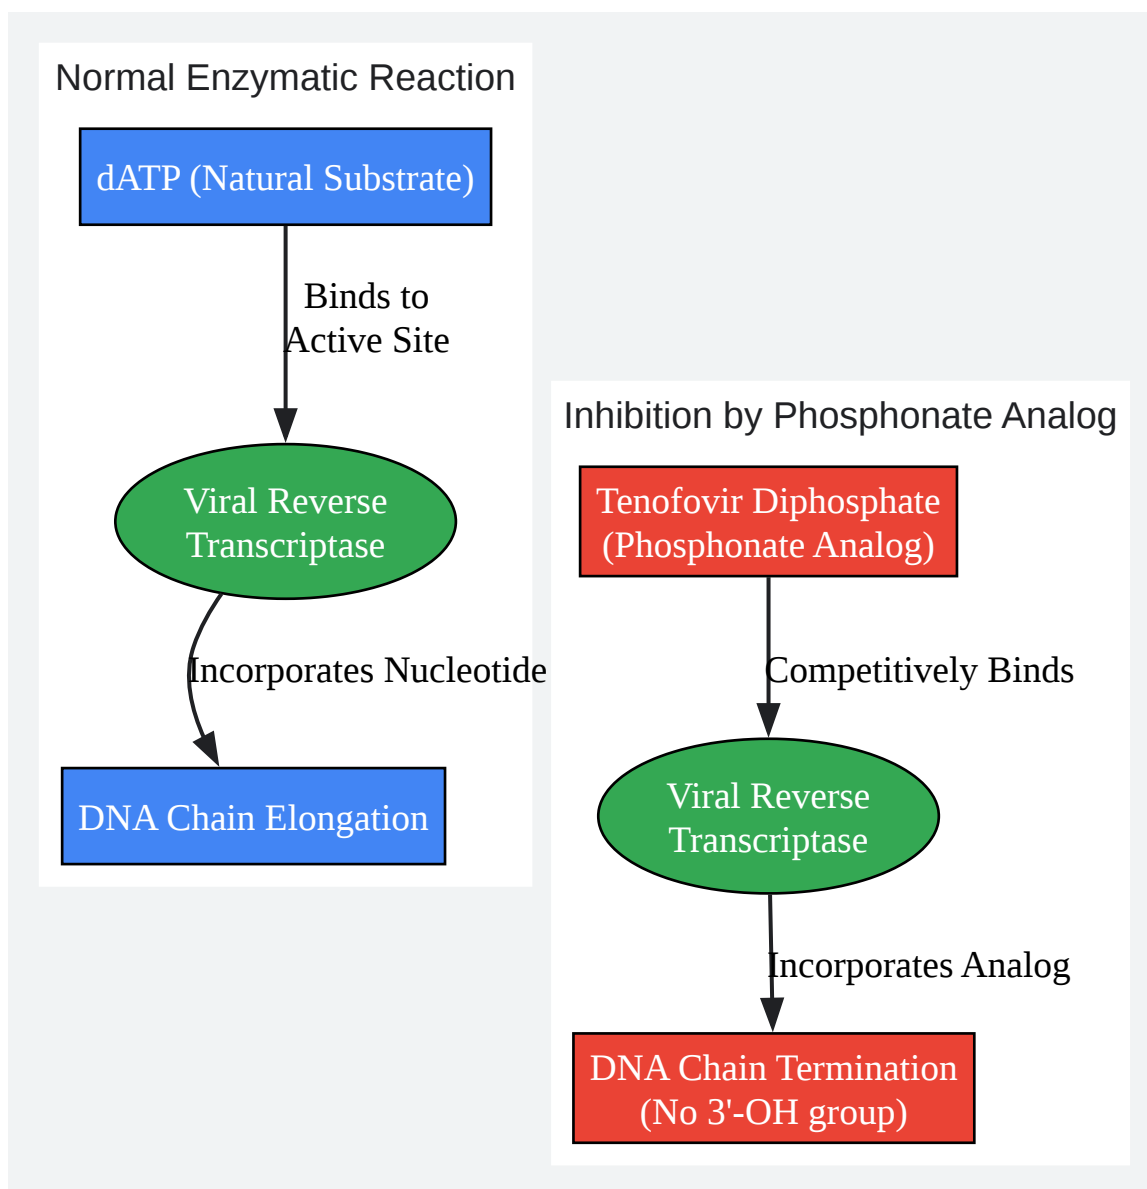 Normal Enzymatic Reaction
dATP (Natural Substrate)
Binds to
Active Site
Viral Reverse
Transcriptase
Incorporates Nucleotide
DNA Chain Elongation
Inhibition by Phosphonate Analog
Tenofovir Diphosphate
(Phosphonate Analog)
Competitively Binds
Viral Reverse
Transcriptase
Incorporates Analog
DNA Chain Termination
(No 3'-OH group)